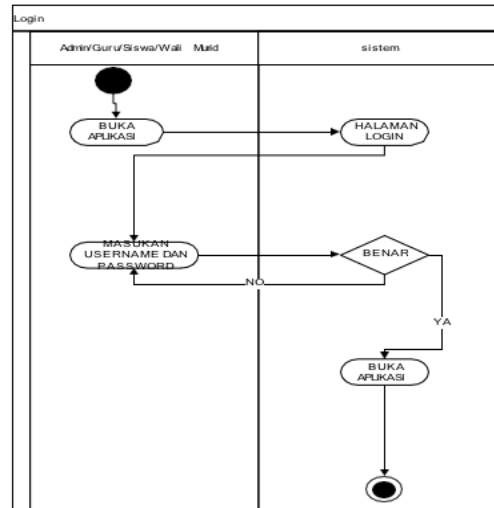 Login
Admin/Guru/Siswa/Wali Murid
sistem
BUKA
APLIKASI
HALAMAN
LOGIN
MASUKAN
USERNAME DAN
PASSWORD
BENAR
NO
YA
BUKA
APLIKASI